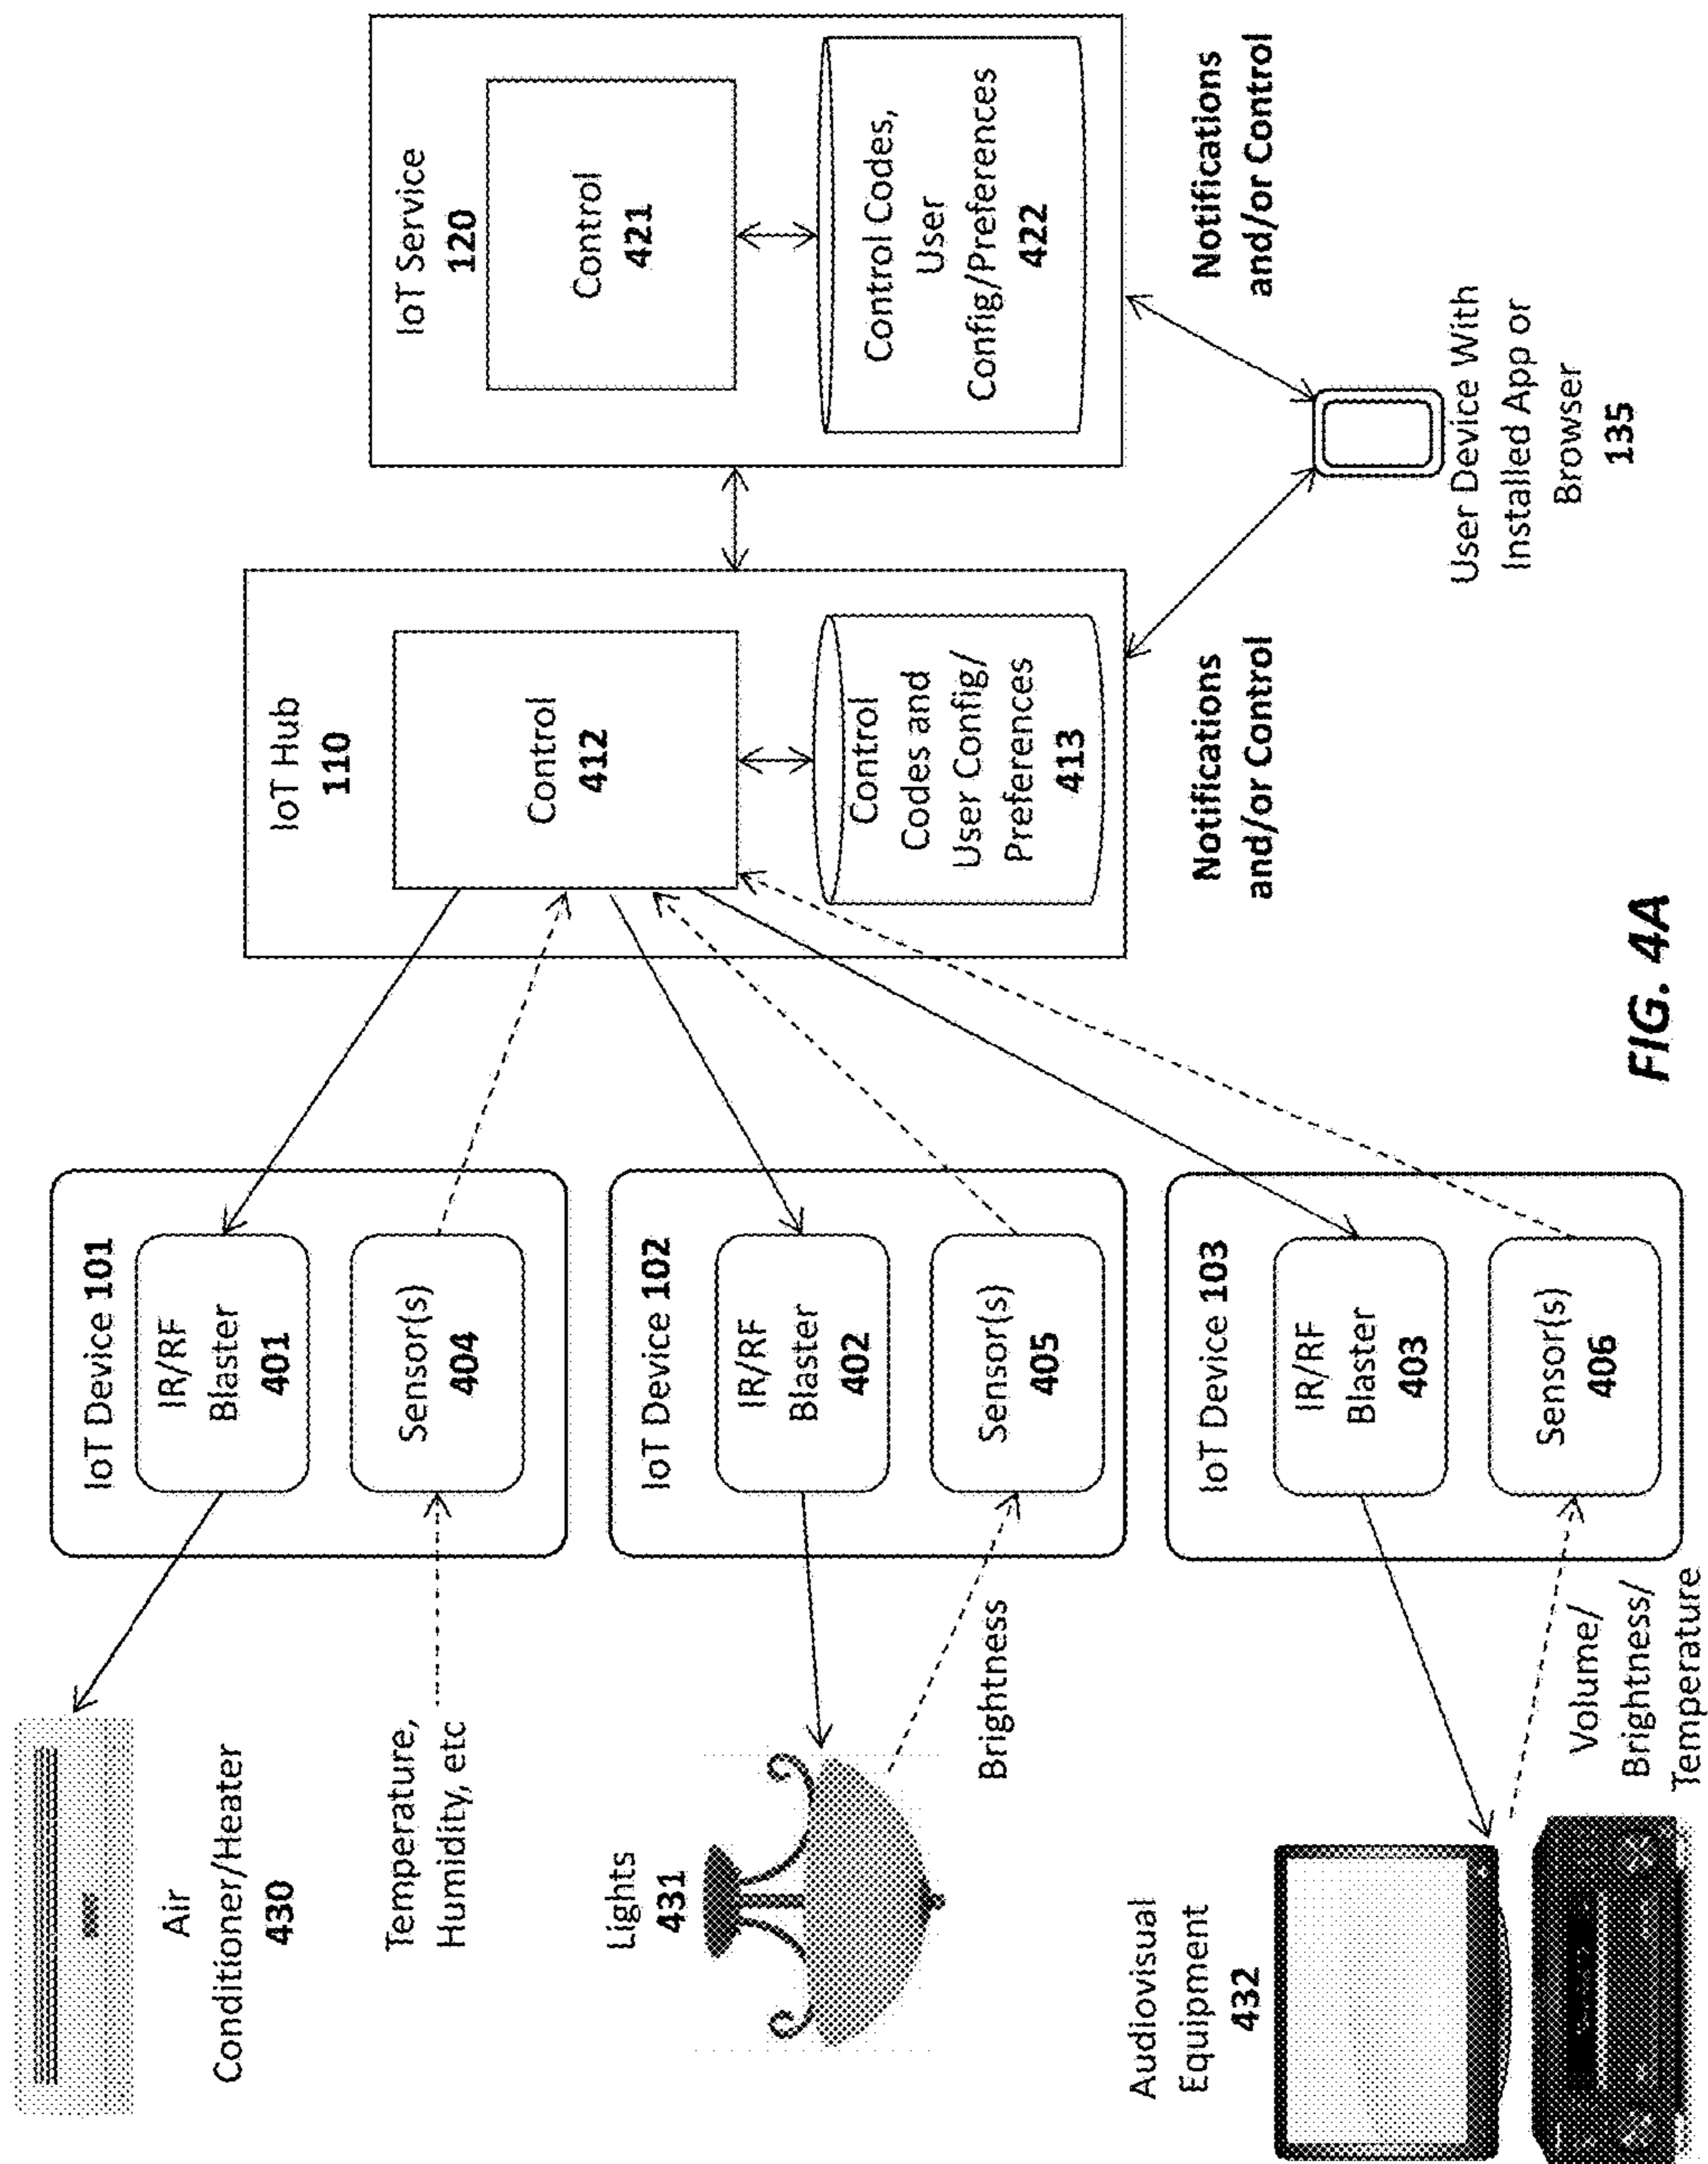 Air
Conditioner/Heater
430
Temperature,
Humidity, etc
IoT Device 101
IR/RF
Blaster
401
Sensor(s)
404
Lights
431
Brightness
IoT Device 102
IR/RF
Blaster
402
Sensor(s)
405
Audiovisual
Equipment
432
Volume/
Brightness/
Temperature
IoT Device 103
IR/RF
Blaster
403
Sensor(s)
406
IoT Hub
110
Control
412
Control
Codes and
User Config/
Preferences
413
Notifications
and/or Control
IoT Service
120
Control
421
Control Codes,
User
Config/Preferences
422
Notifications
and/or Control
User Device With
Installed App or
Browser
135
FIG. 4A